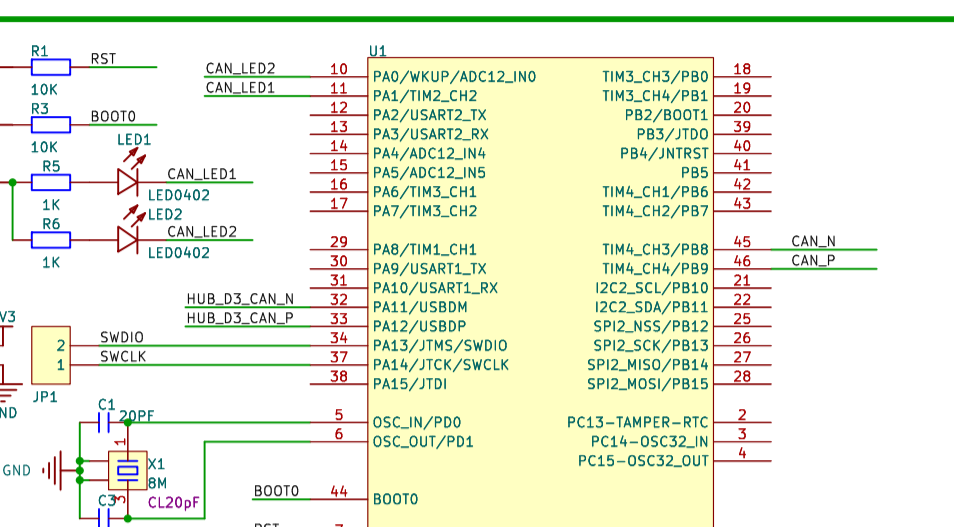 R1
RST
10K
R3
BOOT0
10K
LED1
R5
CAN_LED1
1K
LED0402
LED2
R6
CAN_LED2
1K
LED0402
V3
2
SWDIO
1
SWCLK
JP1
ND
C1
20PF
1
GND
X1
8M
C3
3
CL20pF
U1
CAN_LED2 10 PA0/WKUP/ADC12_IN0 TIM3_CH3/PB0 18
CAN_LED1 11 PA1/TIM2_CH2 TIM3_CH4/PB1 19
12 PA2/USART2_TX PB2/BOOT1 20
13 PA3/USART2_RX PB3/JTDO 39
14 PA4/ADC12_IN4 PB4/JNTRST 40
15 PA5/ADC12_IN5 PB5 41
16 PA6/TIM3_CH1 TIM4_CH1/PB6 42
17 PA7/TIM3_CH2 TIM4_CH2/PB7 43
29 PA8/TIM1_CH1 TIM4_CH3/PB8 45 CAN_N
30 PA9/USART1_TX TIM4_CH4/PB9 46 CAN_P
31 PA10/USART1_RX I2C2_SCL/PB10 21
HUB_D3_CAN_N 32 PA11/USBDM I2C2_SDA/PB11 22
HUB_D3_CAN_P 33 PA12/USBDP SPI2_NSS/PB12 25
34 PA13/JTMS/SWDIO SPI2_SCK/PB13 26
37 PA14/JTCK/SWCLK SPI2_MISO/PB14 27
38 PA15/JTDI SPI2_MOSI/PB15 28
5 OSC_IN/PD0 PC13-TAMPER-RTC 2
6 OSC_OUT/PD1 PC14-OSC32_IN 3
PC15-OSC32_OUT 4
BOOT0 44 BOOT0